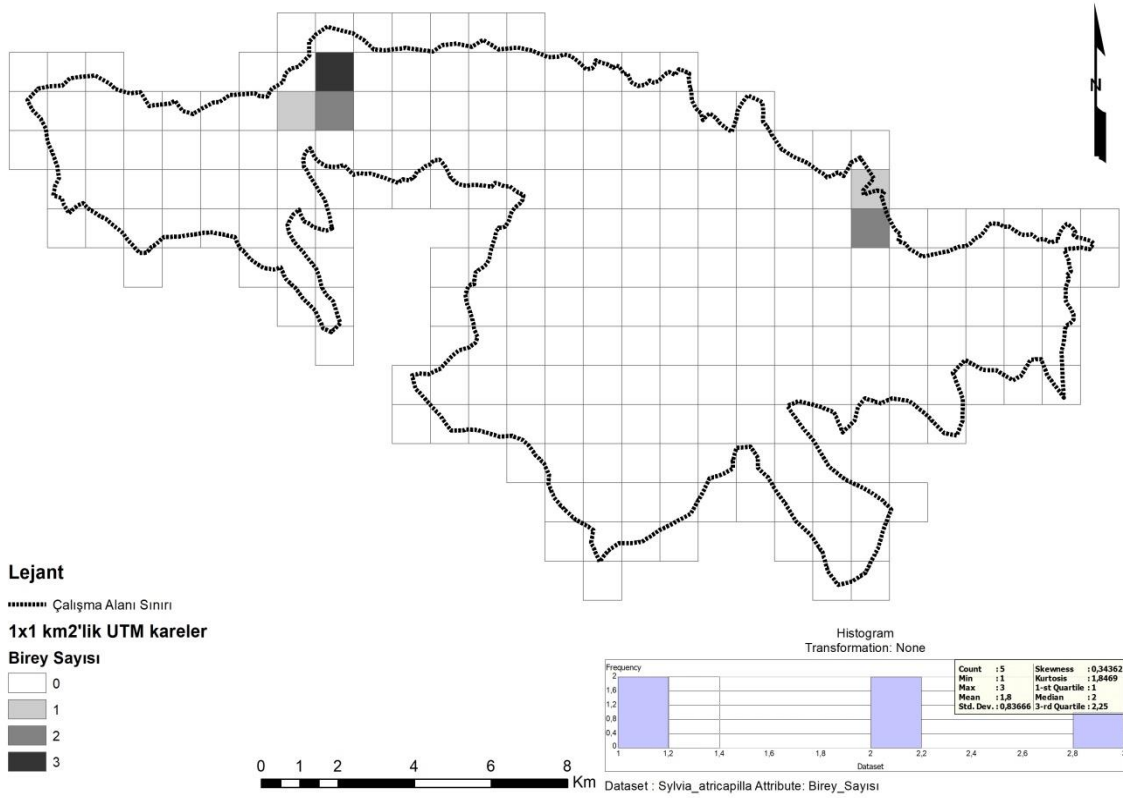 N
Lejant
Çalışma Alanı Sınırı
1x1 km2'lik UTM kareler
Birey Sayısı
0
1
2
3
0 1 2 4 6 8
Km
Histogram
Transformation: None
Frequency
2
1,6
1,2
0,8
0,4
0
1 1,2 1,4 1,6 1,8 2 2,2 2,4 2,6 2,8
Dataset
Count : 5 Skewness : 0,34362
Min : 1 Kurtosis : 1,8469
Max : 3 1-st Quartile : 1
Mean : 1,8 Median : 2
Std. Dev. : 0,83666 3-rd Quartile : 2,25
Dataset : Sylvia_atricapilla Attribute: Birey_Sayısı